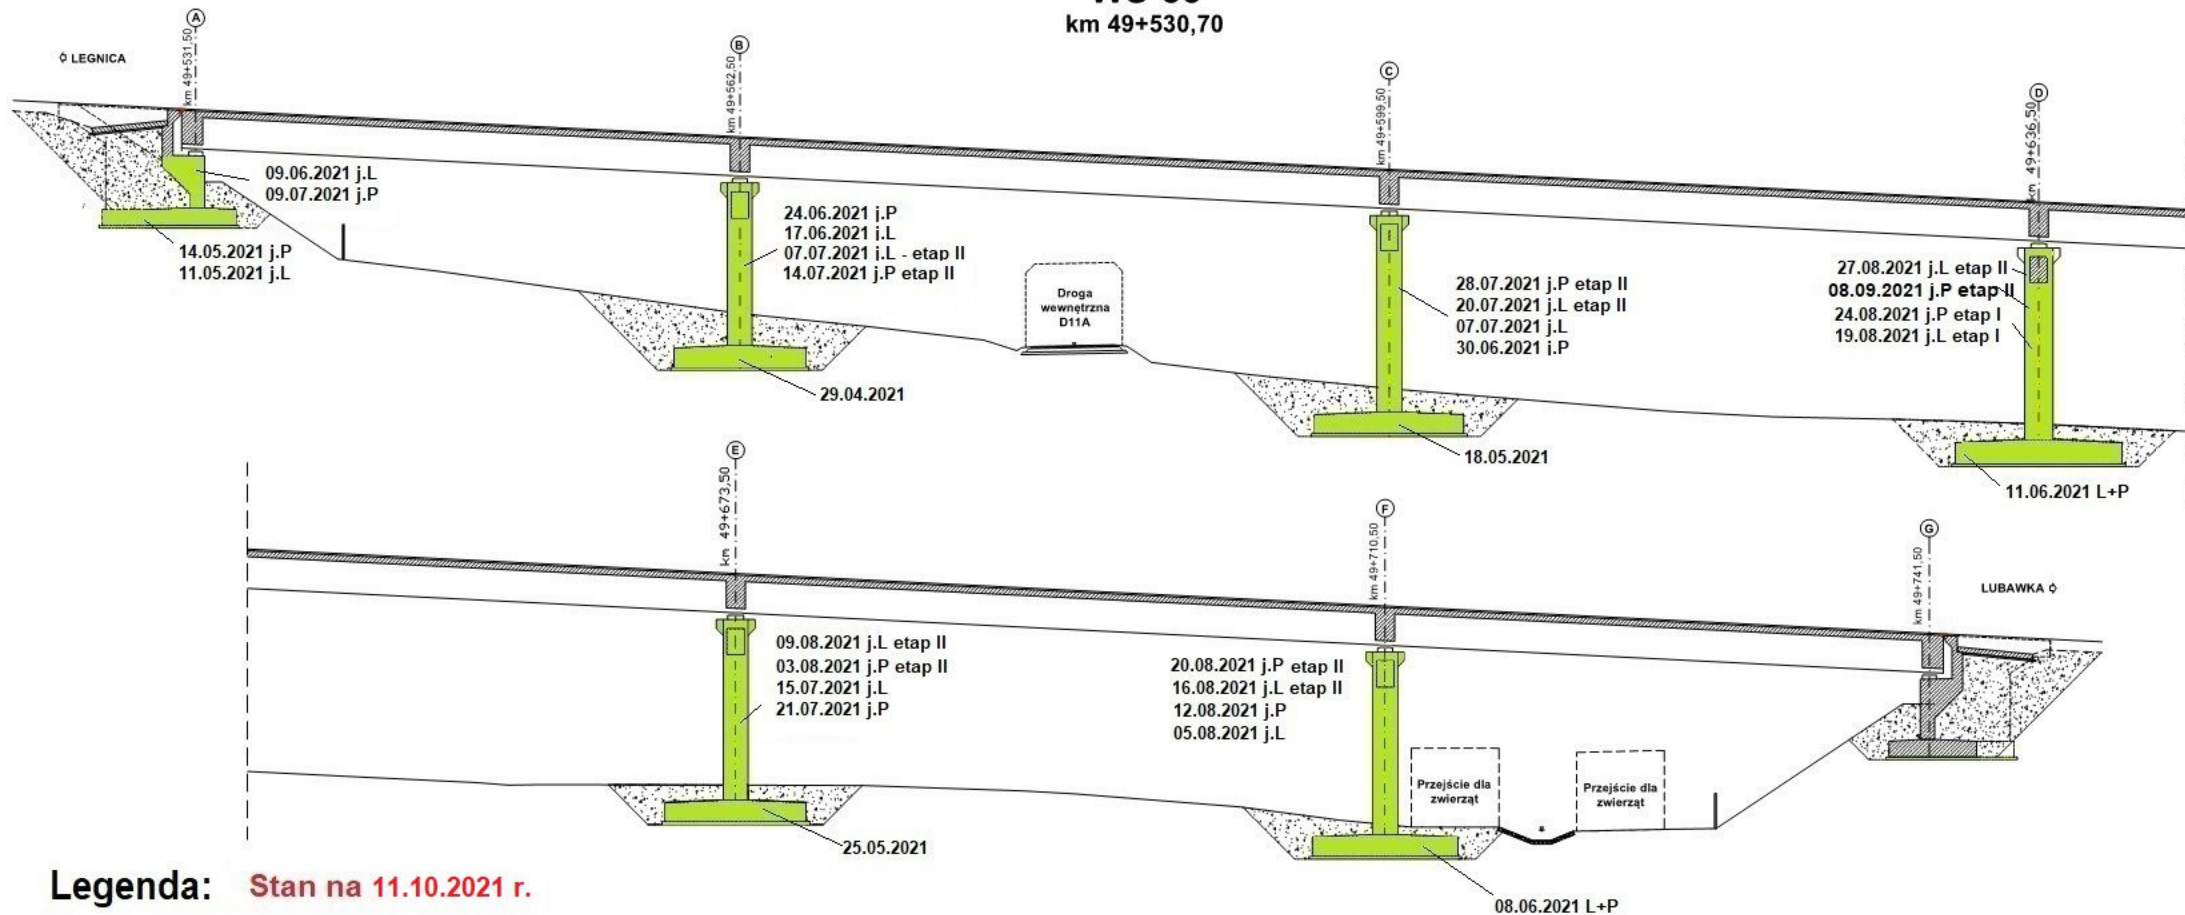 km 49+530,70
A
km 49+531,50
LEGNICA
B
km 49+562,50
C
km 49+599,50
D
km 49+636,50
09.06.2021 j.L
09.07.2021 j.P
14.05.2021 j.P
11.05.2021 j.L
24.06.2021 j.P
17.06.2021 j.L
07.07.2021 j.L - etap II
14.07.2021 j.P etap II
29.04.2021
Droga
wewnętrzna
D11A
28.07.2021 j.P etap II
20.07.2021 j.L etap II
07.07.2021 j.L
30.06.2021 j.P
18.05.2021
27.08.2021 j.L etap II
08.09.2021 j.P etap II
24.08.2021 j.P etap I
19.08.2021 j.L etap I
11.06.2021 L+P
E
km 49+673,50
F
km 49+710,50
G
km 49+741,50
LUBAWKA
09.08.2021 j.L etap II
03.08.2021 j.P etap II
15.07.2021 j.L
21.07.2021 j.P
25.05.2021
20.08.2021 j.P etap II
16.08.2021 j.L etap II
12.08.2021 j.P
05.08.2021 j.L
Przejście dla
zwierząt
Przejście dla
zwierząt
08.06.2021 L+P
Legenda: Stan na 11.10.2021 r.